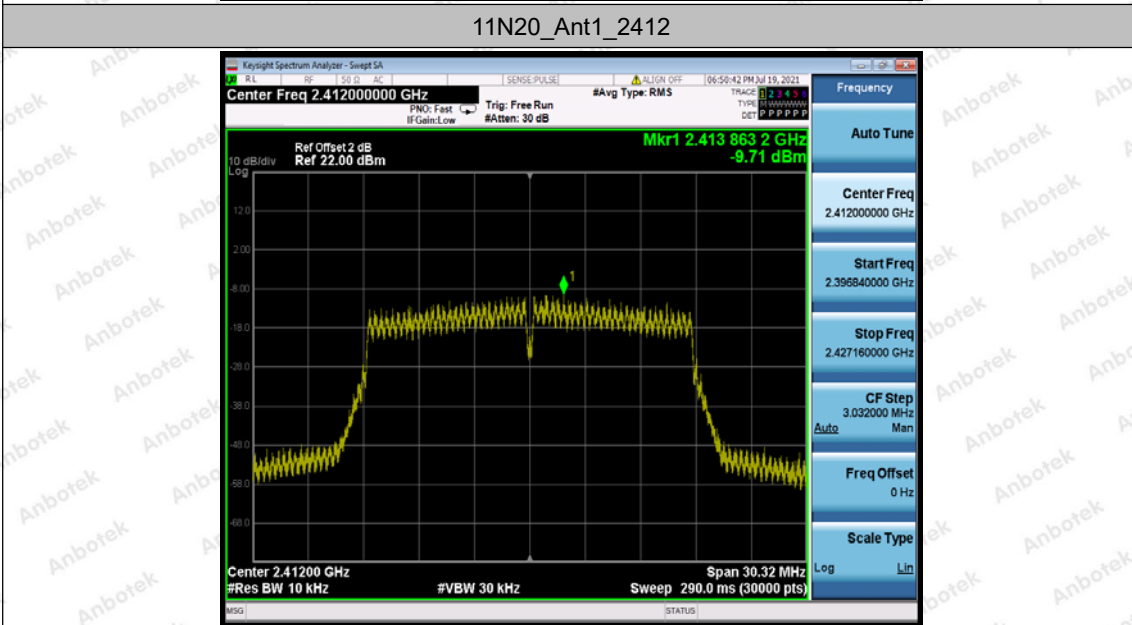 11N20_Ant1_2412
Keysight Spectrum Analyzer - Swept SA
RL RF 50 Ω AC SENSE:PULSE ALIGN OFF 06:50:42 PM Jul 19, 2021
Center Freq 2.412000000 GHz
PNO: Fast
IFGain:Low
Trig: Free Run
#Atten: 30 dB
#Avg Type: RMS
TRACE 1 2 3 4 5 6
TYPE M WWWWW
DET P P P P P P
Frequency
Auto Tune
Center Freq
2.412000000 GHz
Start Freq
2.396840000 GHz
Stop Freq
2.427160000 GHz
CF Step
3.032000 MHz
Auto Man
Freq Offset
0 Hz
Scale Type
Log Lin
Ref Offset 2 dB
Ref 22.00 dBm
10 dB/div
Log
Mkr1 2.413 863 2 GHz
-9.71 dBm
1
12.0
2.00
-8.00
-18.0
-28.0
-38.0
-48.0
-58.0
-68.0
Center 2.41200 GHz
#Res BW 10 kHz
#VBW 30 kHz
Span 30.32 MHz
Sweep 290.0 ms (30000 pts)
MSG
STATUS
Anbotek